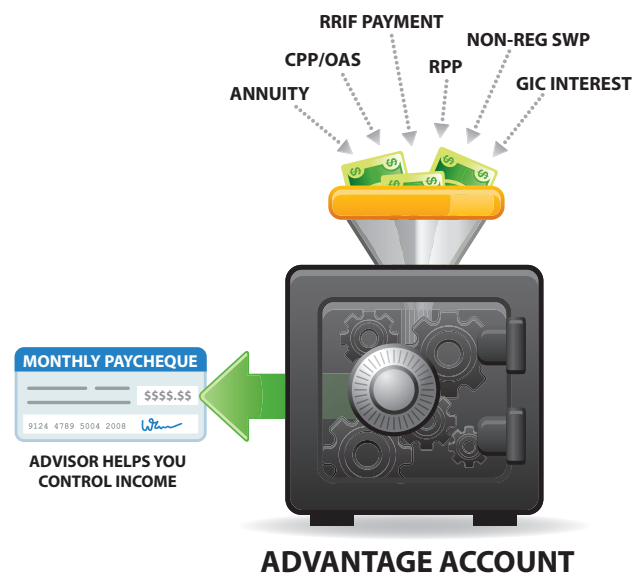 RRIF PAYMENT
NON-REG SWP
CPP/OAS
RPP
GIC INTEREST
ANNUITY
$ $ $ $
MONTHLY PAYCHEQUE
$$$$.$$
9124 4789 5004 2008
ADVISOR HELPS YOU
CONTROL INCOME
ADVANTAGE ACCOUNT